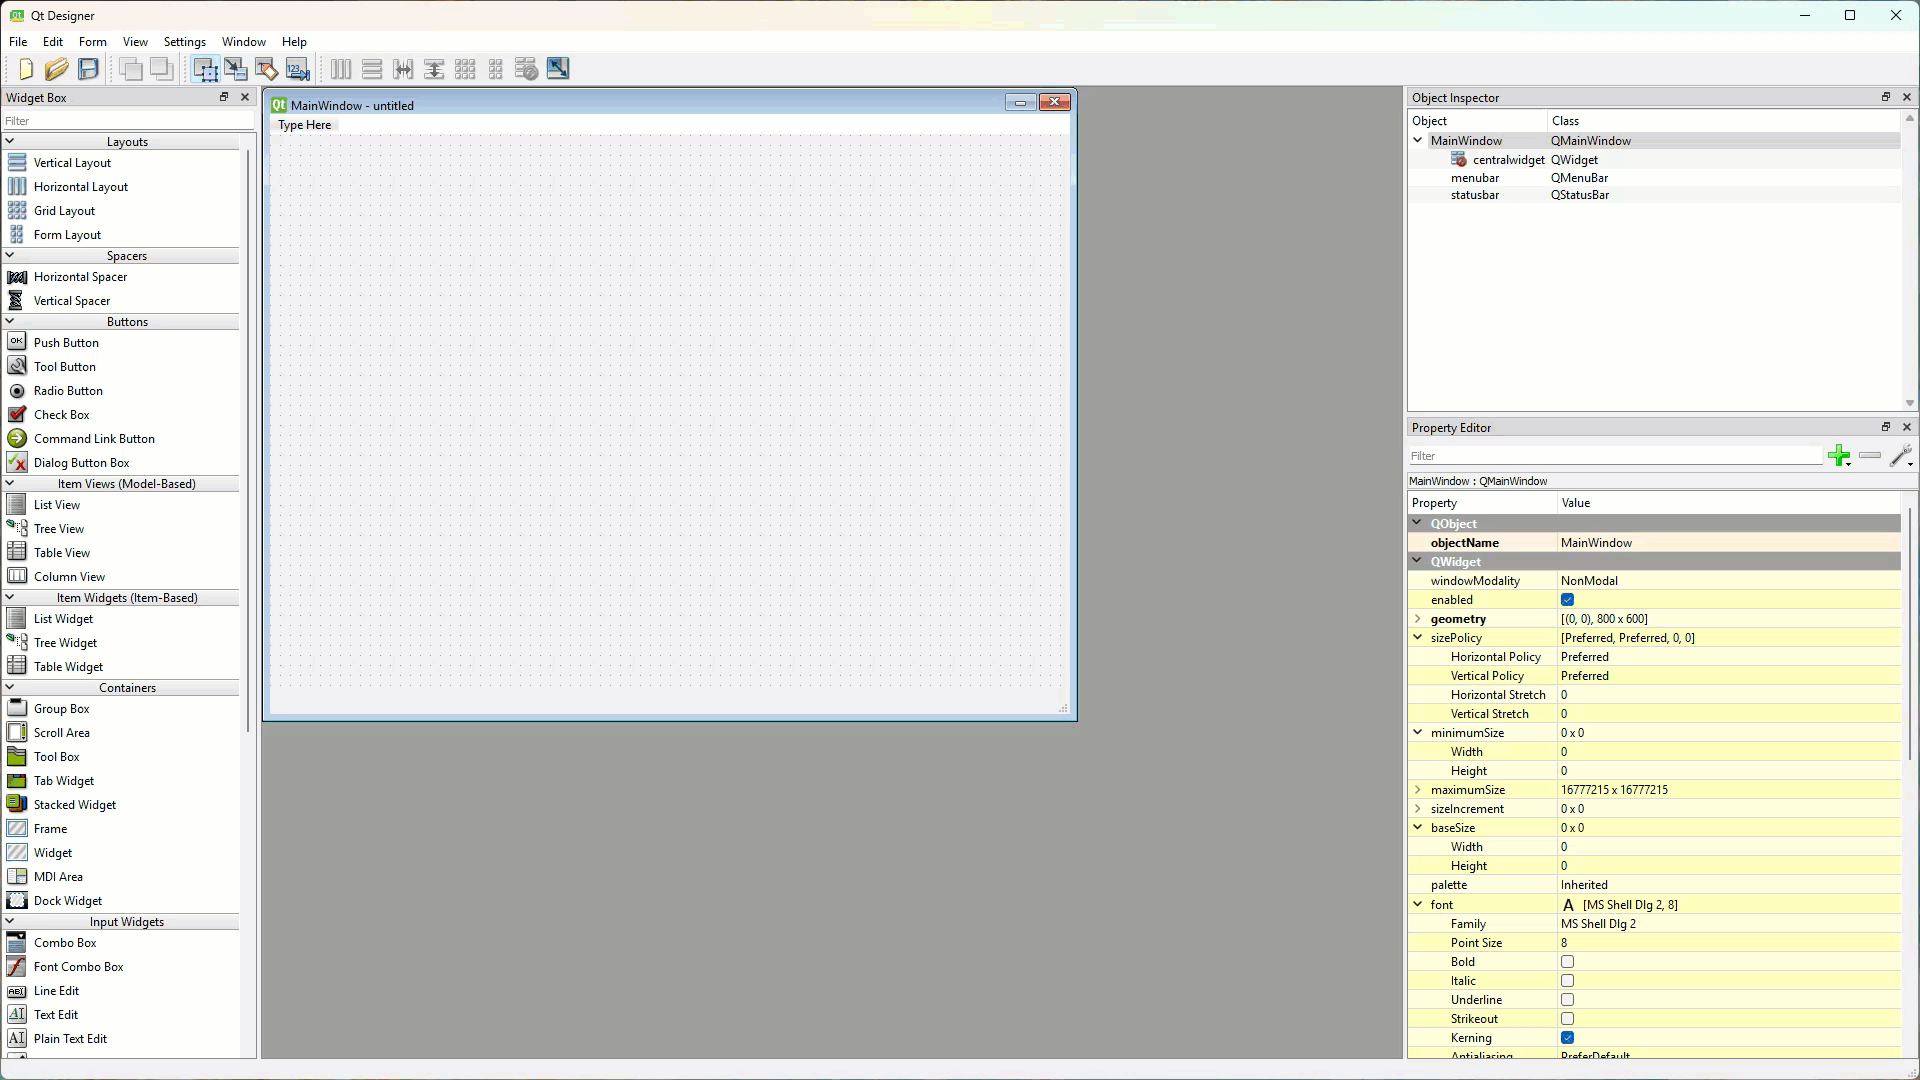 Qt Designer
File Edit Form View Settings Window Help
Widget Box
Filter
Layouts
Vertical Layout
Horizontal Layout
Grid Layout
Form Layout
Spacers
Horizontal Spacer
Vertical Spacer
Buttons
Push Button
Tool Button
Radio Button
Check Box
Command Link Button
Dialog Button Box
Item Views (Model-Based)
List View
Tree View
Table View
Column View
Item Widgets (Item-Based)
List Widget
Tree Widget
Table Widget
Containers
Group Box
Scroll Area
Tool Box
Tab Widget
Stacked Widget
Frame
Widget
MDI Area
Dock Widget
Input Widgets
Combo Box
Font Combo Box
Line Edit
Text Edit
Plain Text Edit
MainWindow - untitled
Type Here
Object Inspector
Object Class
MainWindow QMainWindow
centralwidget QWidget
menubar QMenuBar
statusbar QStatusBar
Property Editor
Filter
MainWindow : QMainWindow
Property Value
QObject
objectName MainWindow
QWidget
windowModality NonModal
enabled
geometry [(0, 0), 800 x 600]
sizePolicy [Preferred, Preferred, 0, 0]
Horizontal Policy Preferred
Vertical Policy Preferred
Horizontal Stretch 0
Vertical Stretch 0
minimumSize 0 x 0
Width 0
Height 0
maximumSize 16777215 x 16777215
sizeIncrement 0 x 0
baseSize 0 x 0
Width 0
Height 0
palette Inherited
font A [MS Shell Dlg 2, 8]
Family MS Shell Dlg 2
Point Size 8
Bold
Italic
Underline
Strikeout
Kerning
Antialiasing PreferDefault